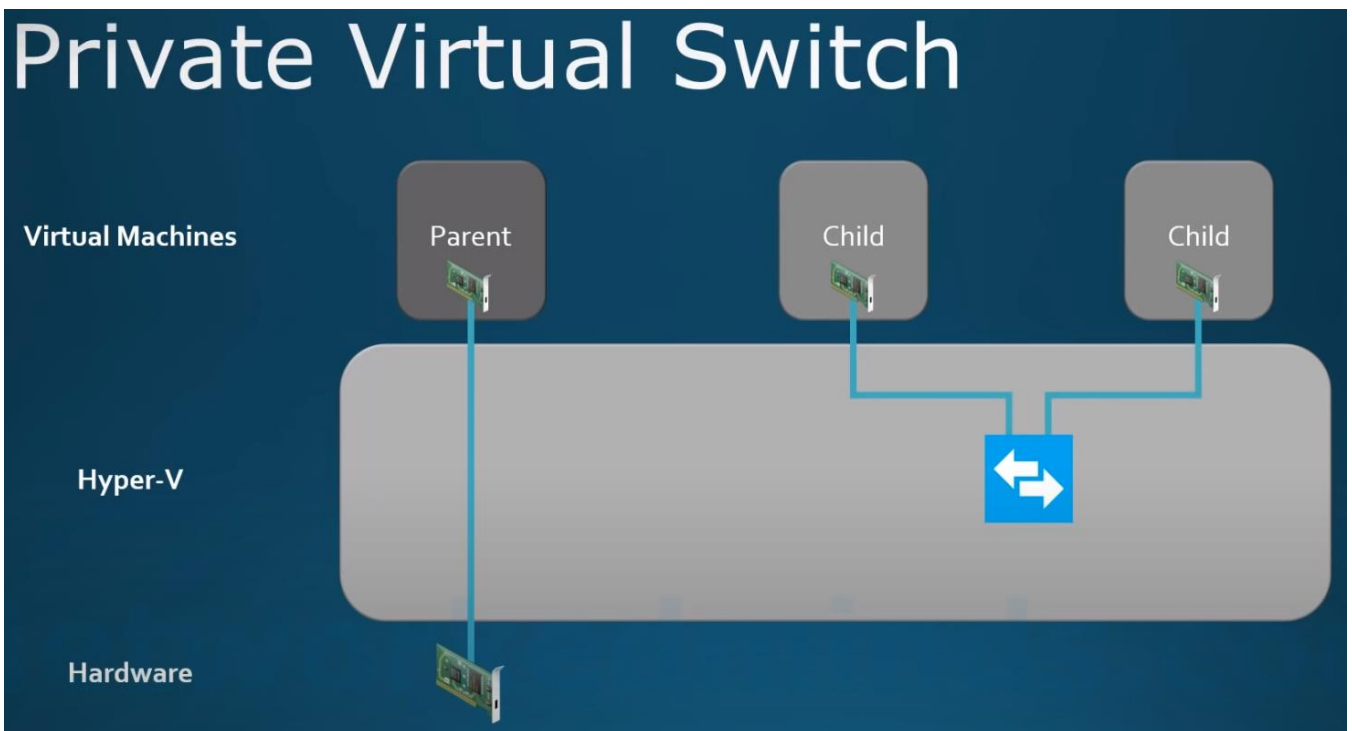 Private Virtual Switch
Virtual Machines
Parent
Child
Child
Hyper-V
Hardware